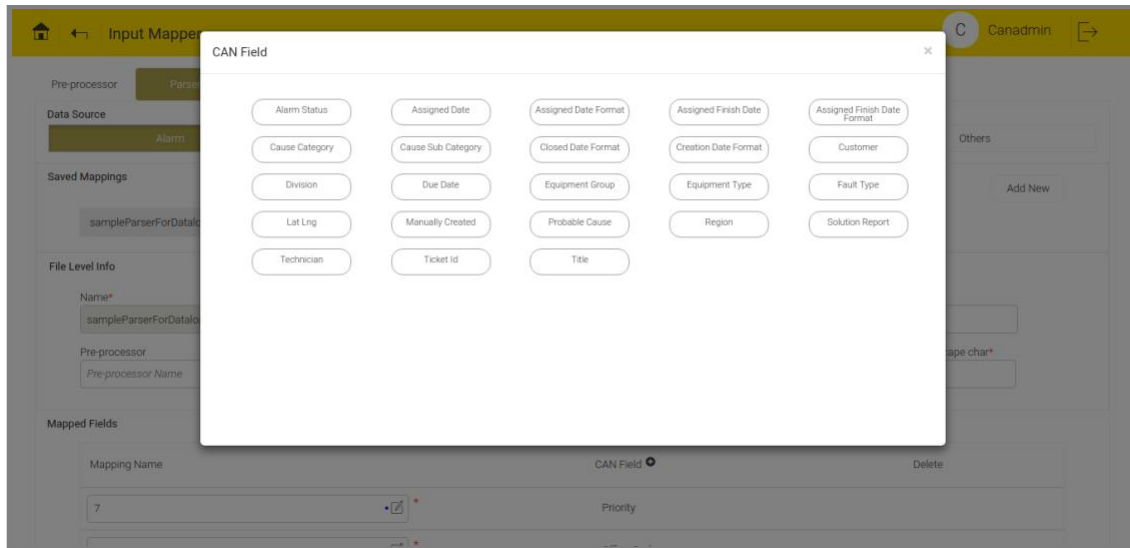 Input Mapper
C Canadmin
CAN Field ×
Pre-processor
Data Source
Alarm
Others
Saved Mappings
Add New
File Level Info
Name*
Pre-processor
Pre-processor Name
char*
Alarm Status Assigned Date Assigned Date Format Assigned Finish Date Assigned Finish Date
Format
Cause Category Cause Sub Category Closed Date Format Creation Date Format Customer
Division Due Date Equipment Group Equipment Type Fault Type
Lat Lng Manually Created Probable Cause Region Solution Report
Technician Ticket Id Title
Mapped Fields
Mapping Name CAN Field Delete
7 * Priority
*